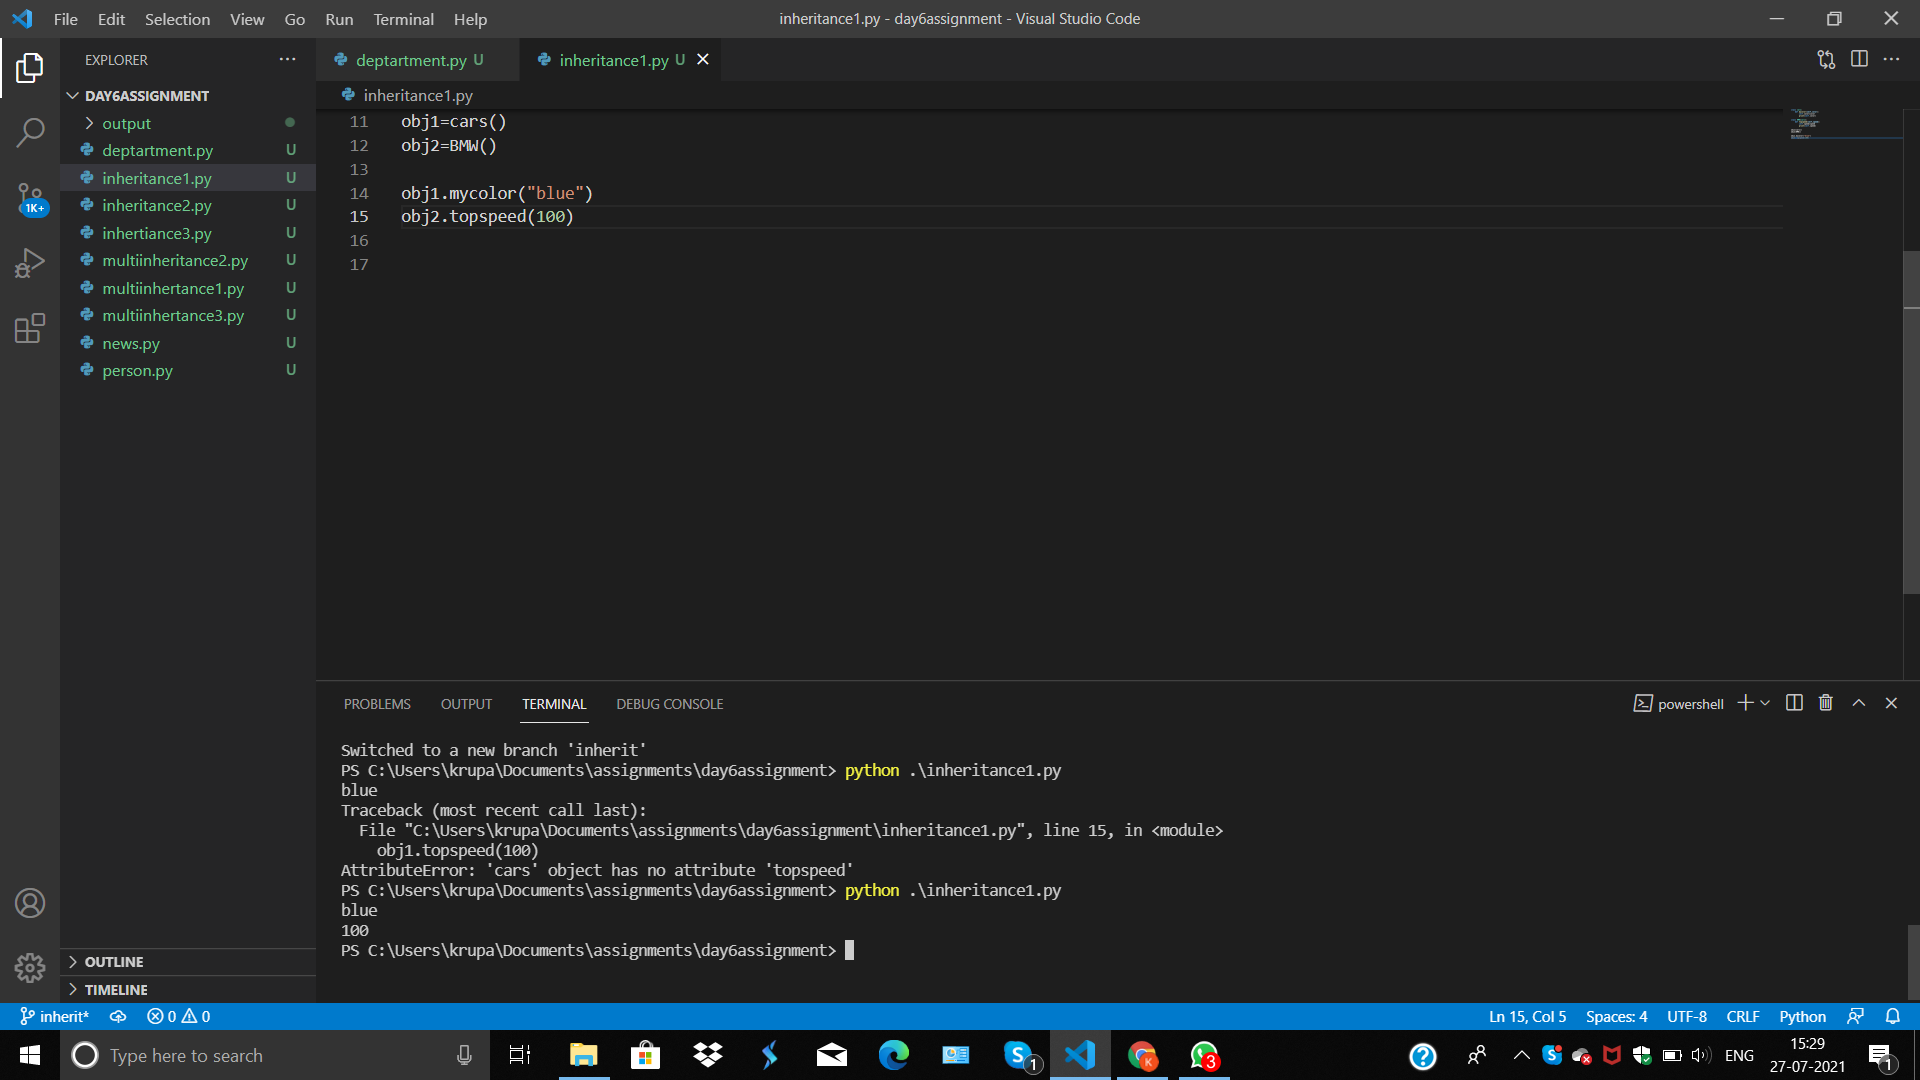 File Edit Selection View Go Run Terminal Help
inheritance1.py - day6assignment - Visual Studio Code
EXPLORER
deptartment.py U
inheritance1.py U
DAY6ASSIGNMENT
output
deptartment.py U
inheritance1.py U
inheritance2.py U
inhertiance3.py U
multiinheritance2.py U
multiinhertance1.py U
multiinhertance3.py U
news.py U
person.py U
1K+
OUTLINE
TIMELINE
inheritance1.py
11 obj1=cars()
12 obj2=BMW()
13
14 obj1.mycolor("blue")
15 obj2.topspeed(100)
16
17
PROBLEMS OUTPUT TERMINAL DEBUG CONSOLE
powershell
Switched to a new branch 'inherit'
PS C:\Users\krupa\Documents\assignments\day6assignment> python .\inheritance1.py
blue
Traceback (most recent call last):
File "C:\Users\krupa\Documents\assignments\day6assignment\inheritance1.py", line 15, in <module>
obj1.topspeed(100)
AttributeError: 'cars' object has no attribute 'topspeed'
PS C:\Users\krupa\Documents\assignments\day6assignment> python .\inheritance1.py
blue
100
PS C:\Users\krupa\Documents\assignments\day6assignment>
inherit* 0 0
Ln 15, Col 5 Spaces: 4 UTF-8 CRLF Python
Type here to search
S 1
K
3
S
ENG
15:29
27-07-2021
1